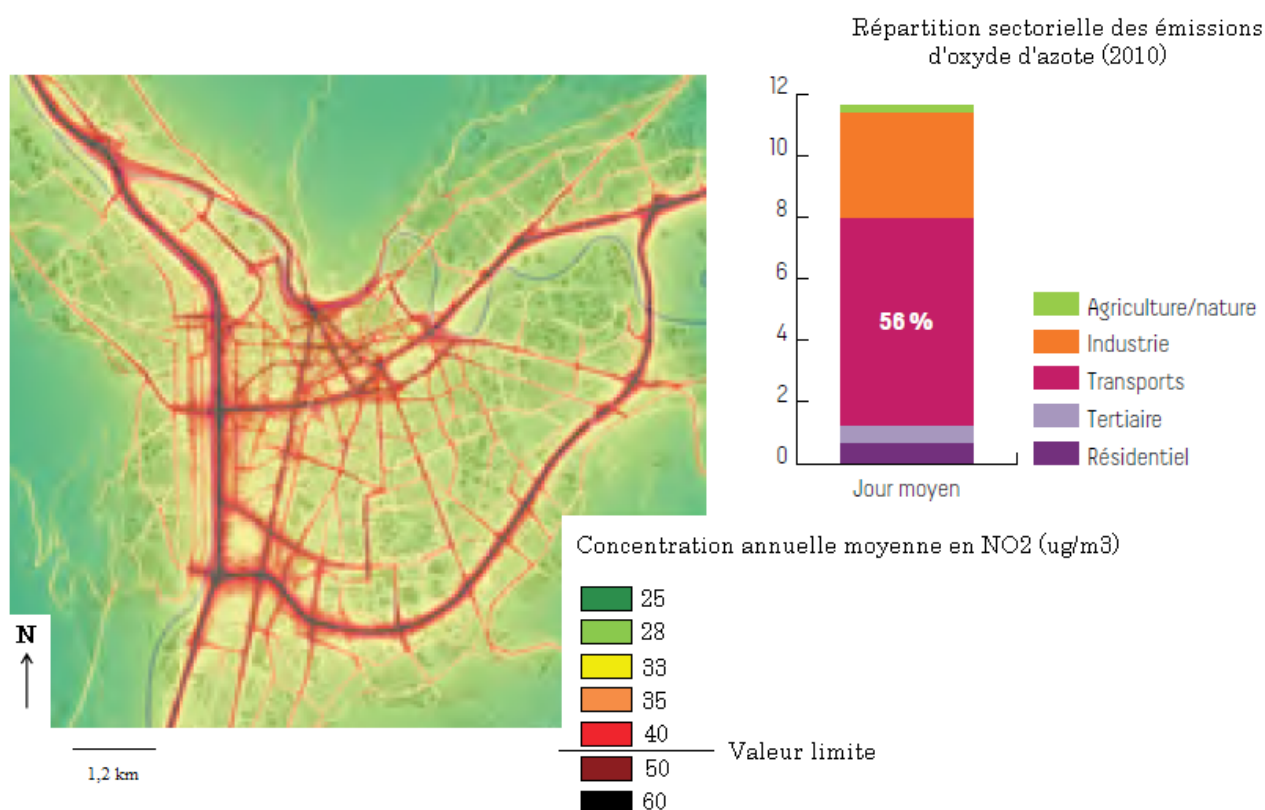 Répartition sectorielle des émissions
d'oxyde d'azote (2010)
12
10
8
6
4
2
0
56 %
Jour moyen
Agriculture/nature
Industrie
Transports
Tertiaire
Résidentiel
N
1,2 km
Concentration annuelle moyenne en NO2 (ug/m3)
25
28
33
35
40
Valeur limite
50
60